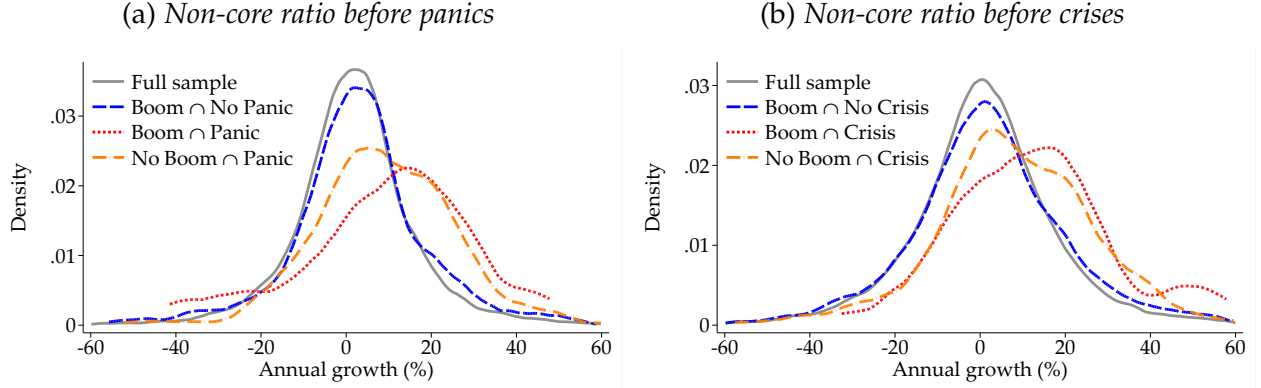 (a) Non-core ratio before panics
Full sample
Boom ∩ No Panic
Boom ∩ Panic
No Boom ∩ Panic
Density
.03
.02
.01
0
-60 -40 -20 0 20 40 60
Annual growth (%)
(b) Non-core ratio before crises
Full sample
Boom ∩ No Crisis
Boom ∩ Crisis
No Boom ∩ Crisis
Density
.03
.02
.01
0
-60 -40 -20 0 20 40 60
Annual growth (%)